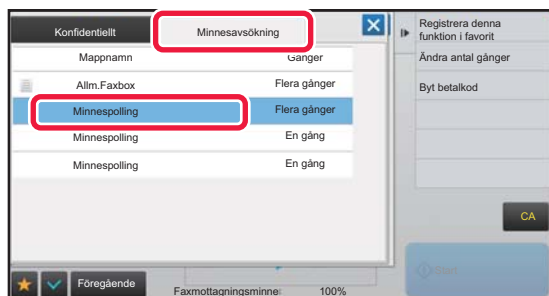 Konfidentiellt
Minnesavsökning
Mappnamn
Gånger
Allm.Faxbox
Flera gånger
Minnespolling
Flera gånger
Minnespolling
En gång
Minnespolling
En gång
Föregående
Faxmottagningsminne:
100%
Registrera denna
funktion i favorit
Ändra antal gånger
Byt betalkod
CA
Start